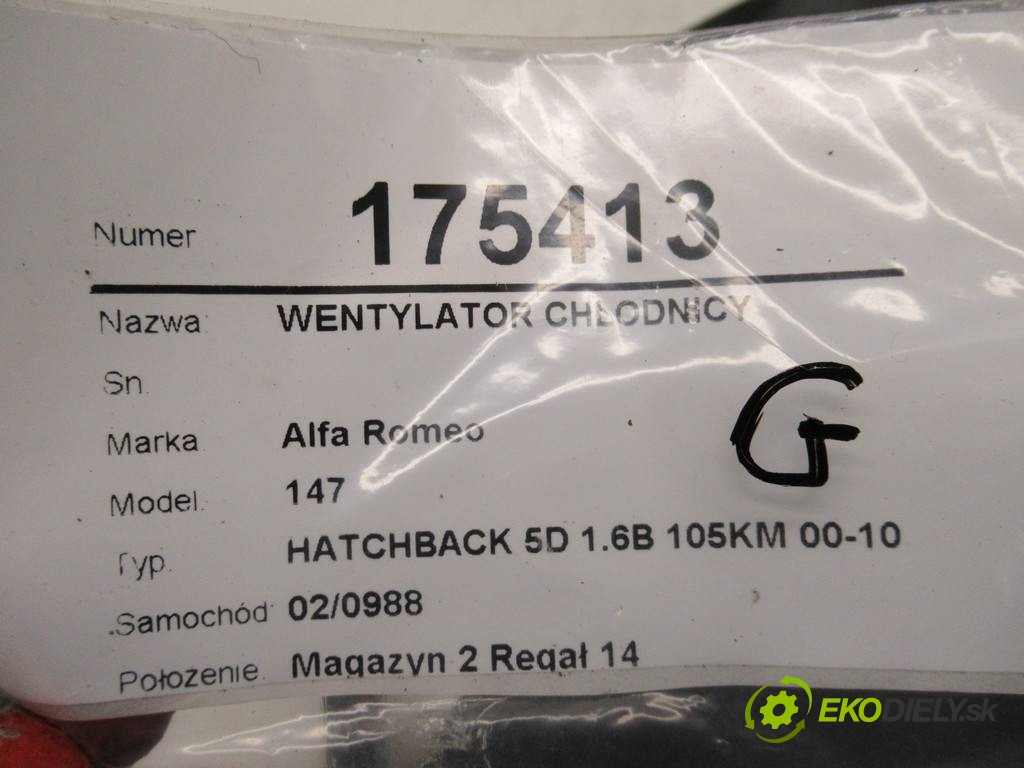 Numer 175413
Nazwa: WENTYLATOR CHŁODNICY
Sn.
Marka Alfa Romeo
Model. 147
Typ. HATCHBACK 5D 1.6B 105KM 00-10
Samochód: 02/0988
Położenie. Magazyn 2 Regał 14
G
EKODIELY.sk